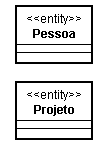 <<entity>>
Pessoa
<<entity>>
Projeto